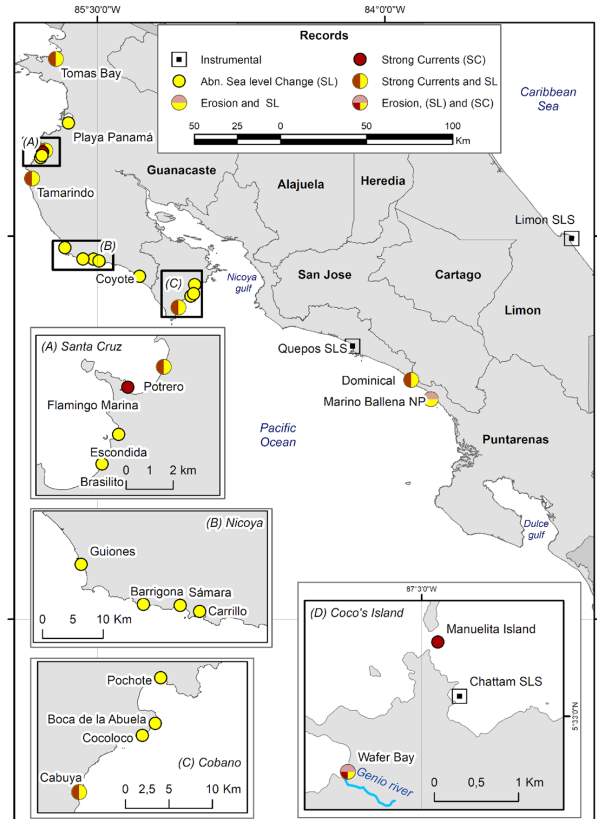 85°30'0"W
84°0'0"W
Records
Instrumental
Strong Currents (SC)
Abn. Sea level Change (SL)
Strong Currents and SL
Erosion and SL
Erosion, (SL) and (SC)
50 25 0 50 100
Km
Caribbean
Sea
Tomas Bay
Playa Panamá
(A)
Tamarindo
Guanacaste
Alajuela
Heredia
Limon SLS
(B)
Coyote
(C)
Nicoya
gulf
San Jose
Cartago
Limon
Quepos SLS
Dominical
Marino Ballena NP
Pacific
Ocean
Puntarenas
Dulce
gulf
(A) Santa Cruz
Potrero
Flamingo Marina
Escondida
0 1 2 km
Brasilito
(B) Nicoya
Guiones
Barrigona
Sámara
Carrillo
0 5 10 Km
Pochote
Boca de la Abuela
Cocoloco
(C) Cobano
Cabuya
0 2,5 5 10 Km
87°3'0"W
(D) Coco's Island
Manuelita Island
Chattam SLS
5°33'0"N
Wafer Bay
Genio river
0 0,5 1 Km